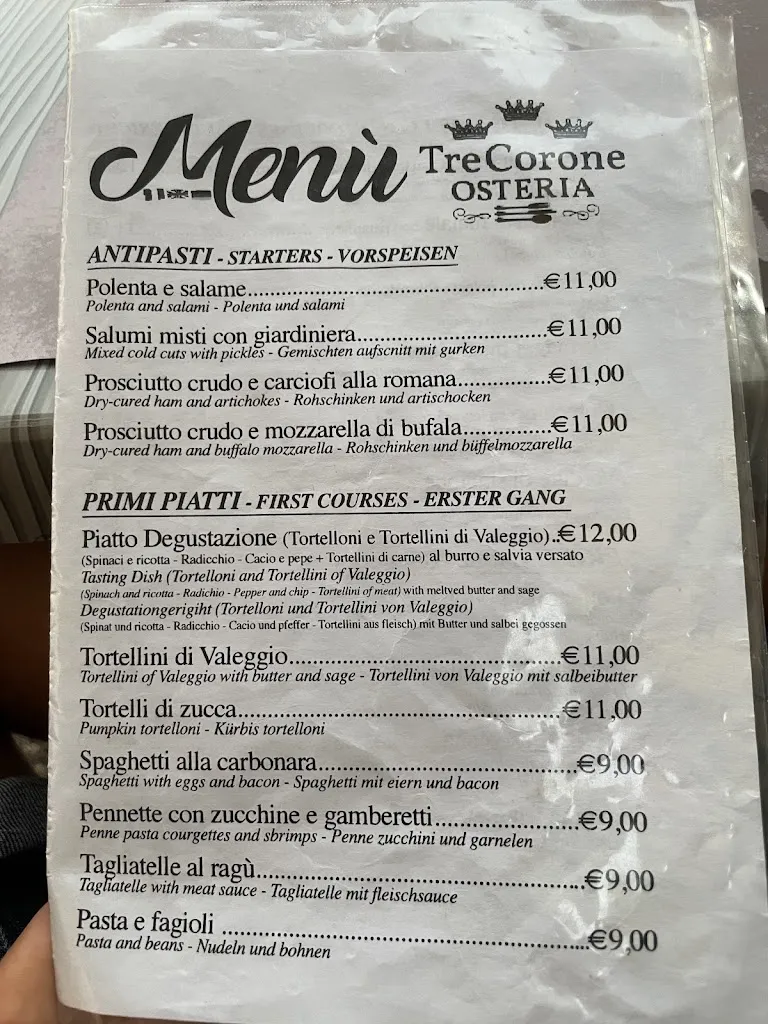 Menù
TreCorone
OSTERIA
ANTIPASTI - STARTERS - VORSPEISEN
Polenta e salame..........€11,00
Polenta and salami - Polenta und salami
Salumi misti con giardiniera..........€11,00
Mixed cold cuts with pickles - Gemischten aufscnitt mit gurken
Prosciutto crudo e carciofi alla romana..........€11,00
Dry-cured ham and artichokes - Rohschinken und artischocken
Prosciutto crudo e mozzarella di bufala..........€11,00
Dry-cured ham and buffalo mozzarella - Rohschinken und büffelmozzarella
PRIMI PIATTI - FIRST COURSES - ERSTER GANG
Piatto Degustazione (Tortelloni e Tortellini di Valeggio).€12,00
(Spinaci e ricotta - Radicchio - Cacio e pepe + Tortellini di carne) al burro e salvia versato
Tasting Dish (Tortelloni and Tortellini of Valeggio)
(Spinach and ricotta - Radichio - Pepper and chip - Tortellini of meat) with meltved butter and sage
Degustationgerigiht (Tortelloni und Tortellini von Valeggio)
(Spinat und ricotta - Radicchio - Cacio und pfeffer - Tortellini aus fleisch) mit Butter und salbei gegossen
Tortellini di Valeggio..........€11,00
Tortellini of Valeggio with butter and sage - Tortellini von Valeggio mit salbeibutter
Tortelli di zucca..........€11,00
Pumpkin tortelloni - Kürbis tortelloni
Spaghetti alla carbonara..........€9,00
Spaghetti with eggs and bacon - Spaghetti mit eiern und bacon
Pennette con zucchine e gamberetti..........€9,00
Penne pasta courgettes and sbrimps - Penne zucchini und garnelen
Tagliatelle al ragù..........€9,00
Tagliatelle with meat sauce - Tagliatelle mit fleischsauce
Pasta e fagioli ..........€9,00
Pasta and beans - Nudeln und bohnen